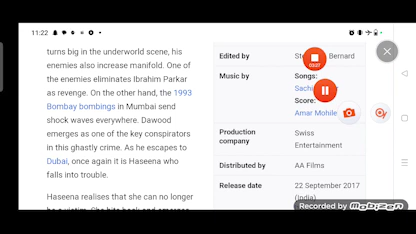 11:22
turns big in the underworld scene, his
enemies also increase manifold. One of
the enemies eliminates Ibrahim Parkar
as revenge. On the other hand, the 1993
Bombay bombings in Mumbai send
shock waves everywhere. Dawood
emerges as one of the key conspirators
in this ghastly crime. As he escapes to
Dubai, once again it is Haseena who
falls into trouble.
Haseena realises that she can no longer
Edited by
Bernard
Music by
Songs:
Score:
Amar Mohile
Production
company
Swiss
Entertainment
Distributed by
AA Films
Release date
22 September 2017
(India)
Recorded by
Mobizen